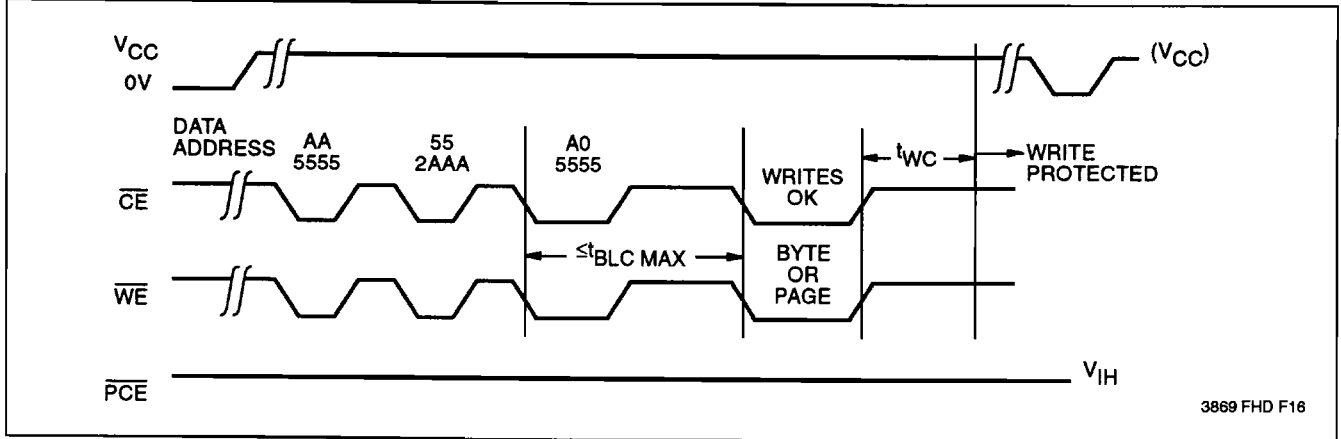 VCC
0V
(VCC)
DATA
ADDRESS
AA
5555
55
2AAA
A0
5555
tWC
WRITE
PROTECTED
CE
WRITES
OK
≤tBLC MAX
BYTE
OR
PAGE
WE
PCE
VIH
3869 FHD F16